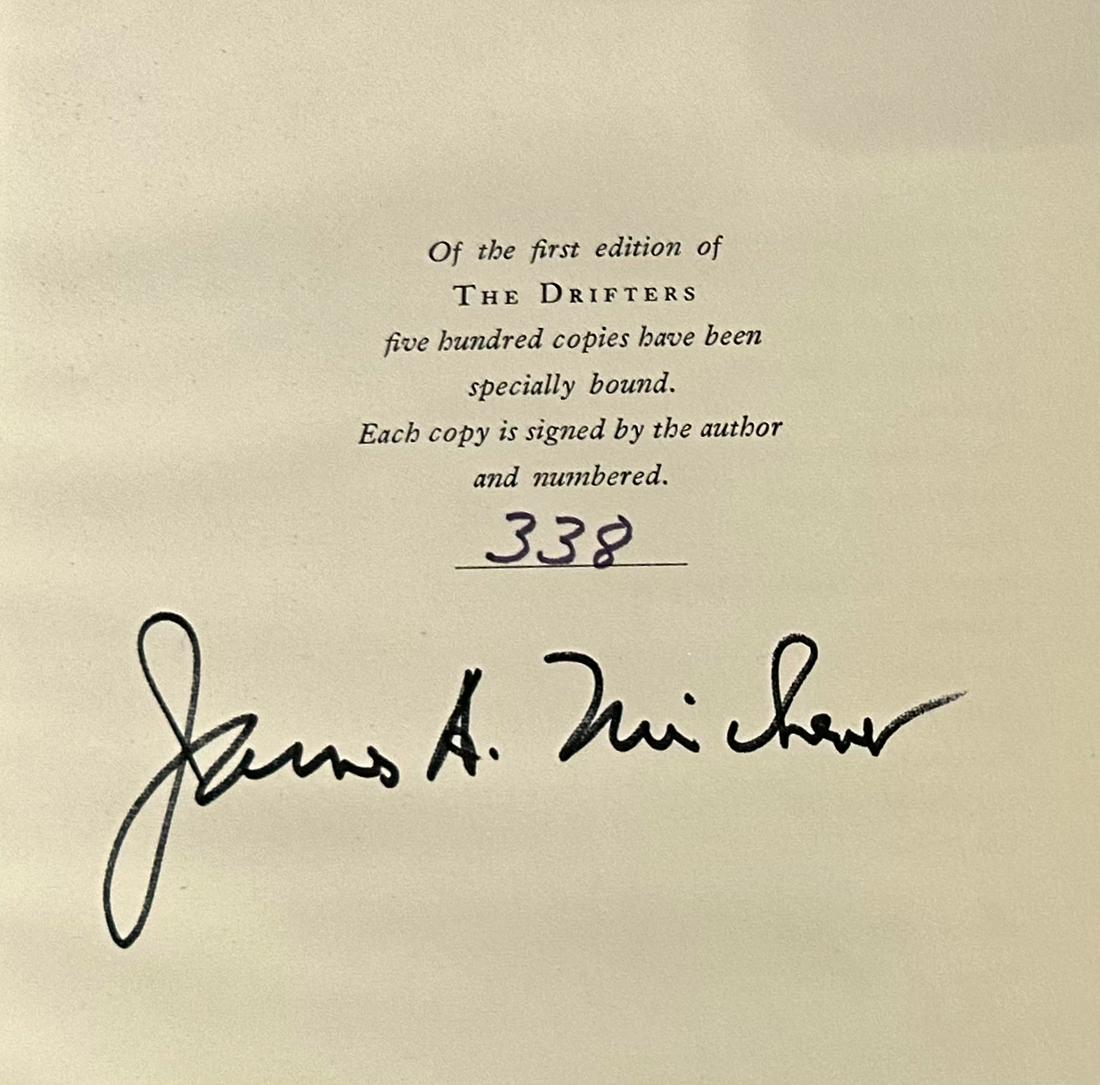 Of the first edition of
THE DRIFTERS
five hundred copies have been
specially bound.
Each copy is signed by the author
and numbered.
338
James A. Michener